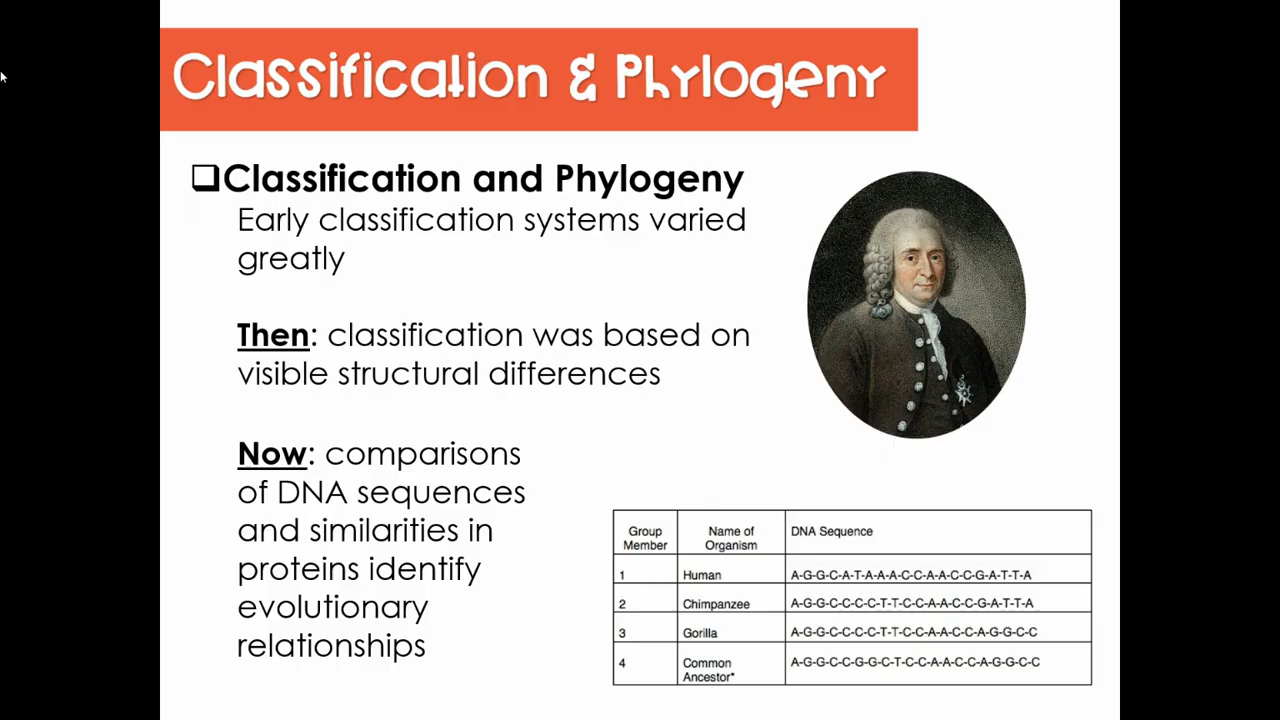 Classification & Phylogeny
Classification and Phylogeny
Early classification systems varied
greatly
Then: classification was based on
visible structural differences
Now: comparisons
of DNA sequences
and similarities in
proteins identify
evolutionary
relationships
Group Member Name of Organism DNA Sequence
1 Human A-G-G-C-A-T-A-A-A-C-C-A-A-C-C-G-A-T-T-A
2 Chimpanzee A-G-G-C-C-C-C-T-T-C-C-A-A-C-C-G-A-T-T-A
3 Gorilla A-G-G-C-C-C-C-T-T-C-C-A-A-C-C-A-G-G-C-C
4 Common Ancestor* A-G-G-C-C-G-G-C-T-C-C-A-A-C-C-A-G-G-C-C